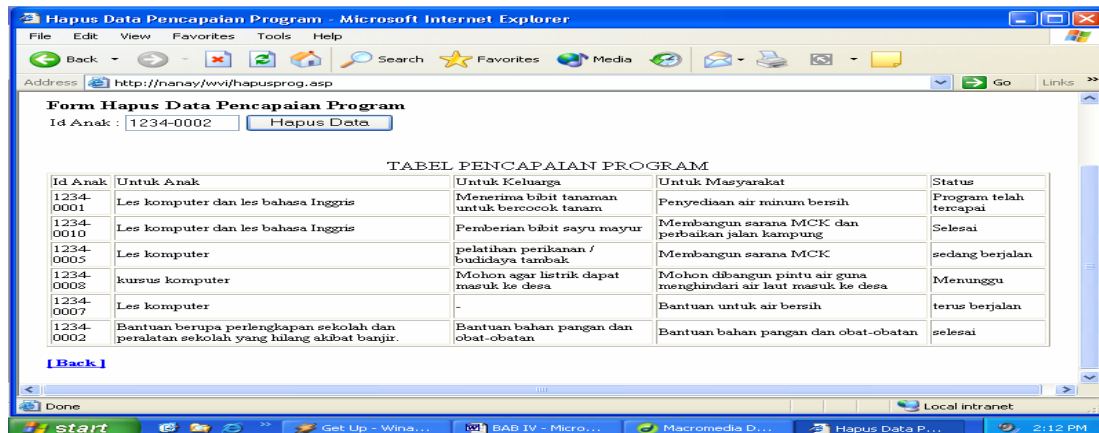 Hapus Data Pencapaian Program - Microsoft Internet Explorer
File Edit View Favorites Tools Help
Back Search Favorites Media
Address http://nanay/wvi/hapusprog.asp Go Links »
Form Hapus Data Pencapaian Program
Id Anak : 1234-0002 Hapus Data
TABEL PENCAPAIAN PROGRAM
Id Anak Untuk Anak Untuk Keluarga Untuk Masyarakat Status
1234-0001 Les komputer dan les bahasa Inggris Menerima bibit tanaman untuk bercocok tanam Penyediaan air minum bersih Program telah tercapai
1234-0010 Les komputer dan les bahasa Inggris Pemberian bibit sayu mayur Membangun sarana MCK dan perbaikan jalan kampung Selesai
1234-0005 Les komputer pelatihan perikanan / budidaya tambak Membangun sarana MCK sedang berjalan
1234-0008 kursus komputer Mohon agar listrik dapat masuk ke desa Mohon dibangun pintu air guna menghindari air laut masuk ke desa Menunggu
1234-0007 Les komputer - Bantuan untuk air bersih terus berjalan
1234-0002 Bantuan berupa perlengkapan sekolah dan peralatan sekolah yang hilang akibat banjir. Bantuan bahan pangan dan obat-obatan Bantuan bahan pangan dan obat-obatan selesai
[Back]
Done Local intranet
start » Get Up - Wina... BAB IV - Micro... Macromedia D... Hapus Data P... 2:12 PM